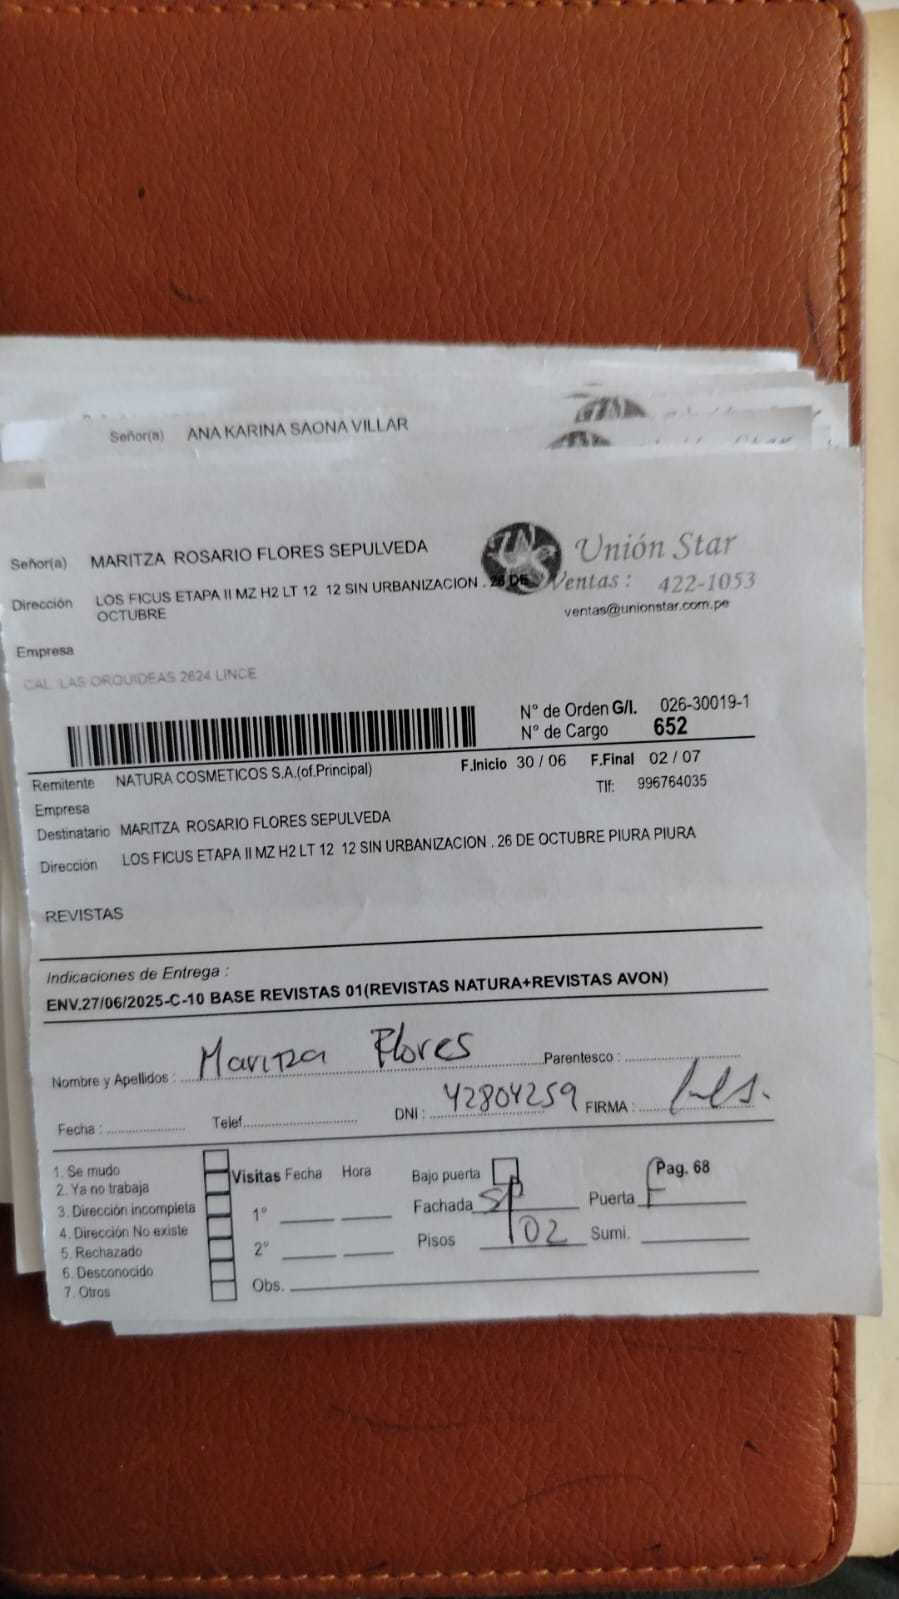 Señor(a) ANA KARINA SAONA VILLAR
Señor(a) MARITZA ROSARIO FLORES SEPULVEDA
Unión Star
Dirección LOS FICUS ETAPA II MZ H2 LT 12 12 SIN URBANIZACION . 26 DE
OCTUBRE
Ventas : 422-1053
ventas@unionstar.com.pe
Empresa
CAL LAS ORQUIDEAS 2624 LINCE
N° de Orden G/I. 026-30019-1
N° de Cargo 652
Remitente NATURA COSMETICOS S.A.(of.Principal) F.Inicio 30 / 06 F.Final 02 / 07
Empresa Tlf: 996764035
Destinatario MARITZA ROSARIO FLORES SEPULVEDA
Dirección LOS FICUS ETAPA II MZ H2 LT 12 12 SIN URBANIZACION . 26 DE OCTUBRE PIURA PIURA
REVISTAS
Indicaciones de Entrega :
ENV.27/06/2025-C-10 BASE REVISTAS 01(REVISTAS NATURA+REVISTAS AVON)
Nombre y Apellidos : Maritza Flores Parentesco :
Fecha : Telef. DNI : 42804259 FIRMA :
1. Se mudo
2. Ya no trabaja
3. Dirección incompleta
4. Dirección No existe
5. Rechazado
6. Desconocido
7. Otros
Visitas Fecha Hora
1°
2°
Obs.
Bajo puerta Pag. 68
Fachada Puerta F
Pisos 02 Sumi.